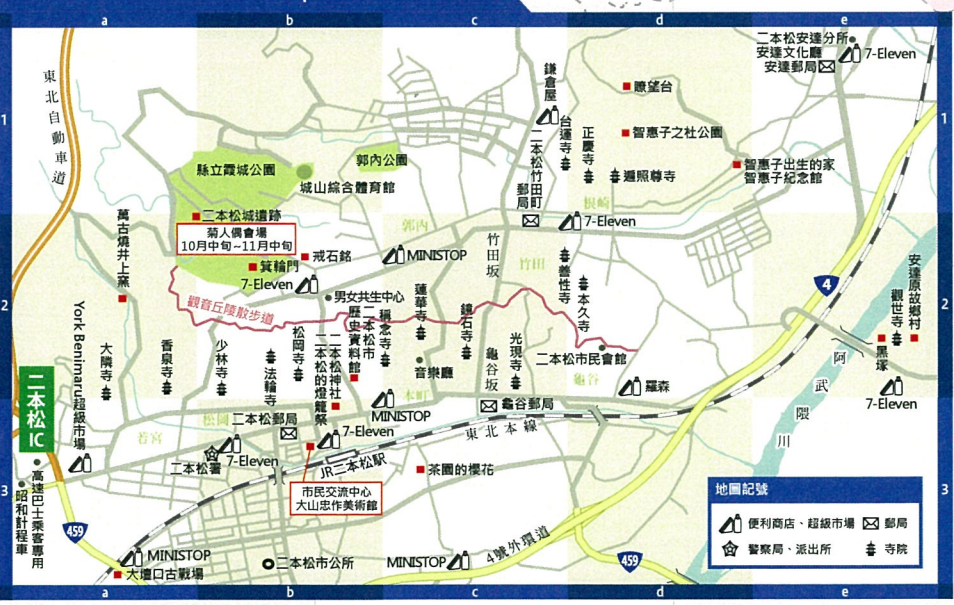 a
b
c
d
e
1
2
3
1
2
3
a
b
c
d
e
東北自動車道
二本松安達分所
安達文化廳
安達郵局
7-Eleven
鎌倉屋
瞭望台
智惠子之杜公園
台運寺
正慶寺
遍照尊寺
智惠子出生的家
智惠子紀念館
二本松竹田町郵局
根崎
7-Eleven
縣立霞城公園
郭內公園
城山綜合體育館
二本松城遺跡
菊人偶會場
10月中旬~11月中旬
箕輪門
戒石銘
7-Eleven
郭內
MINISTOP
竹田坂
竹田
善性寺
本久寺
4
萬古燒井上窯
觀音丘陵散步道
男女共生中心
蓮華寺
鏡石寺
龜谷坂
光現寺
二本松市民會館
龜谷
安達原故鄉村
觀世寺
黑塚
7-Eleven
阿武隈川
York Benimaru超級市場
大隣寺
香泉寺
少林寺
法輪寺
松岡寺
二本松神社
二本松的燈籠祭
二本松市歷史資料館
稱念寺
音樂廳
本町
MINISTOP
龜谷郵局
羅森
二本松IC
若宮
松岡
二本松郵局
7-Eleven
7-Eleven
二本松署
東北本線
JR二本松駅
茶園的櫻花
市民交流中心
大山忠作美術館
高速巴士乘客專用
昭和計程車
459
MINISTOP
大壇口古戰場
二本松市公所
MINISTOP
4號外環道
459
地圖記號
便利商店、超級市場
郵局
警察局、派出所
寺院